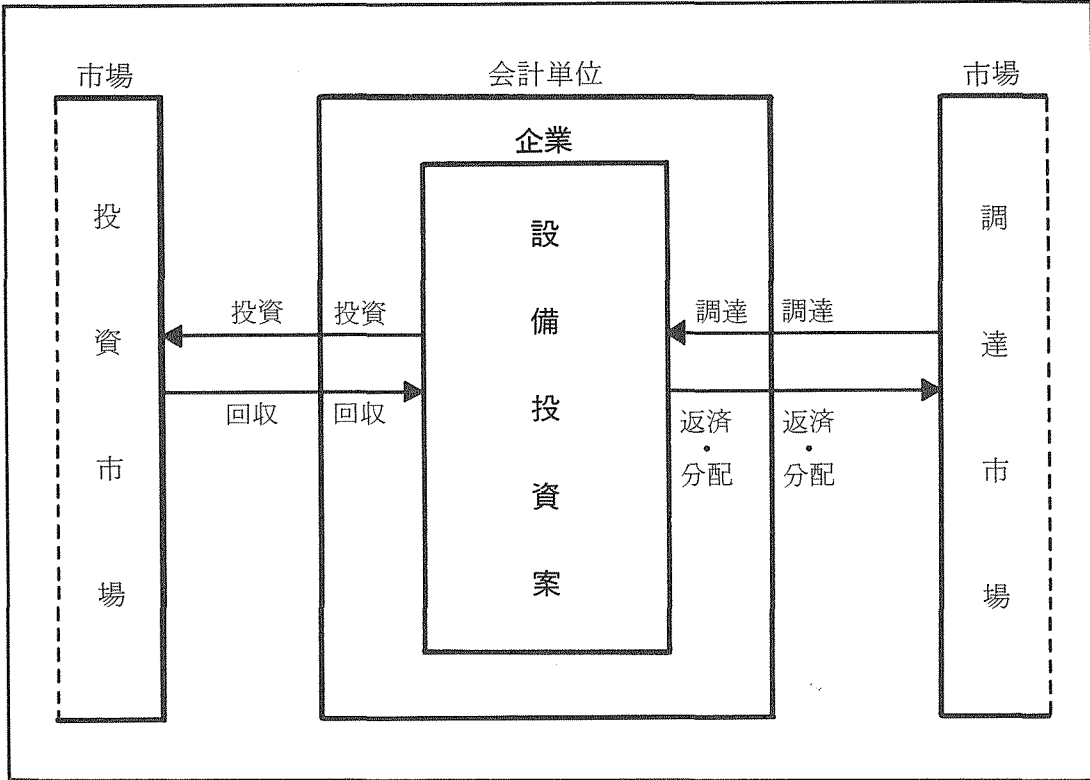 市場
会計単位
市場
企業
投資市場
設備投資案
調達市場
投資
投資
調達
調達
回収
回収
返済・分配
返済・分配